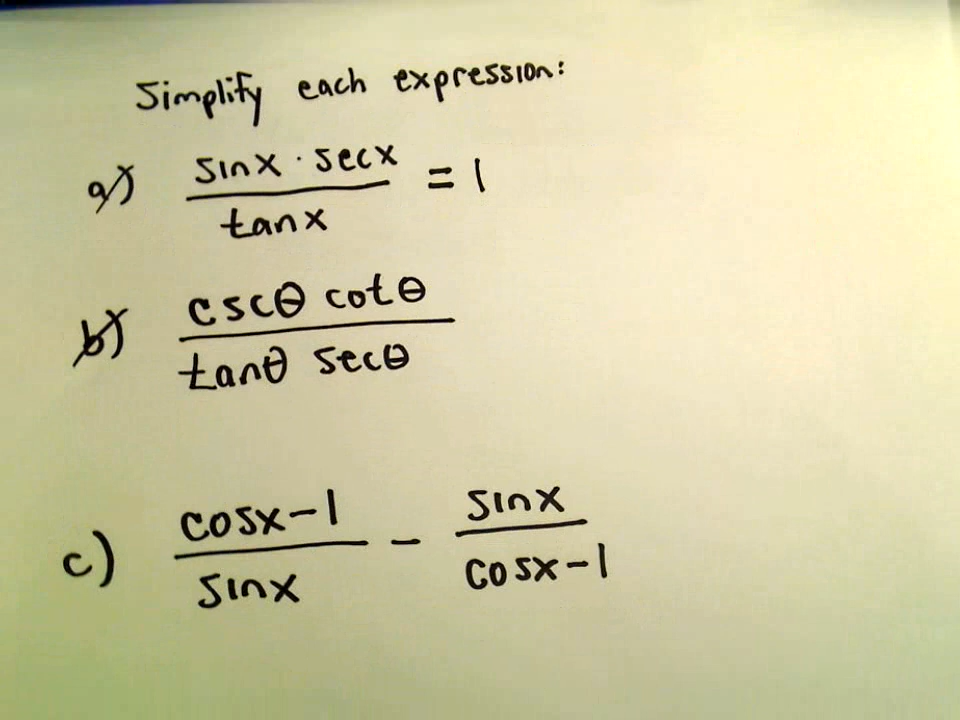 Simplify each expression:
a) sinx · secx / tanx = 1
b) cscθ cotθ / tanθ secθ
c) cosx-1 / sinx - sinx / cosx-1